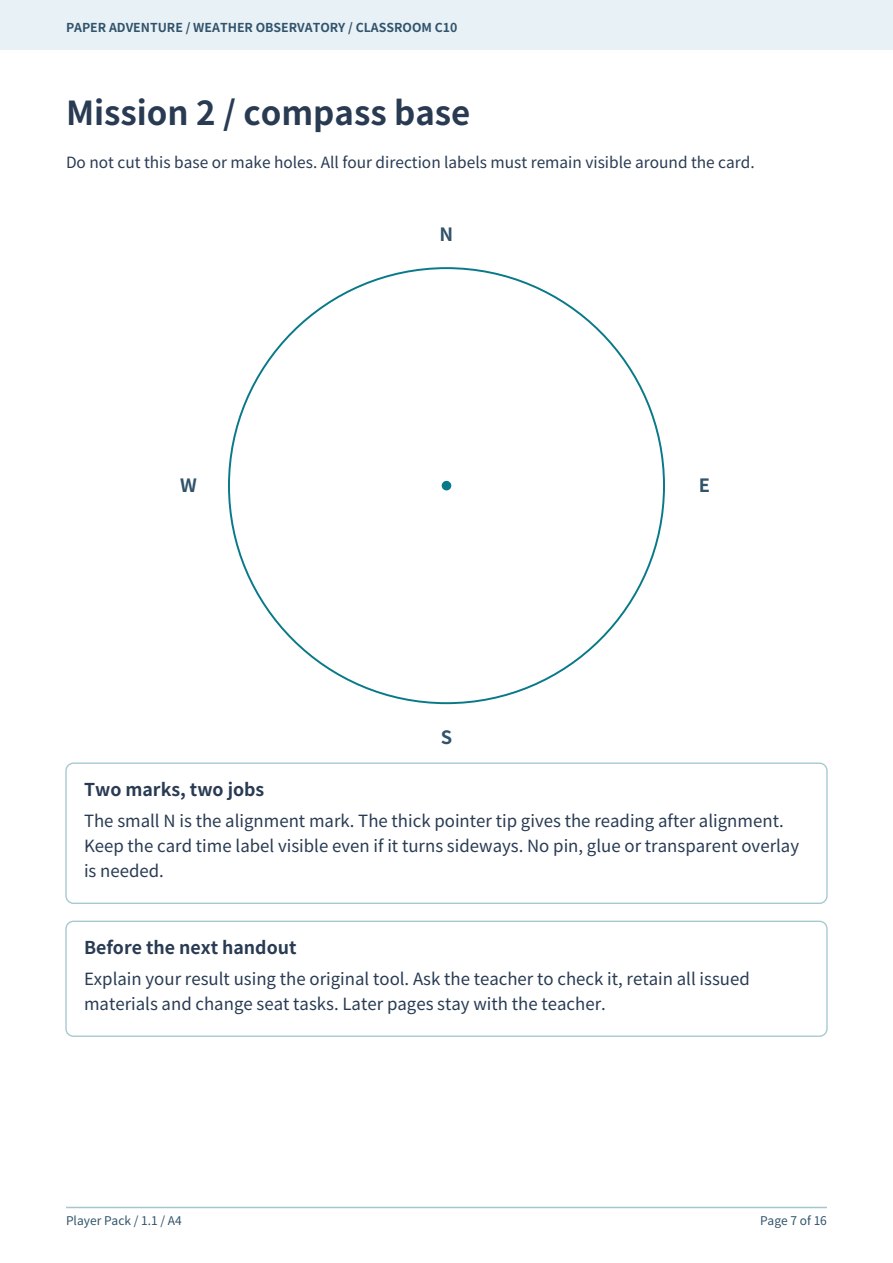 PAPER ADVENTURE / WEATHER OBSERVATORY / CLASSROOM C10
Mission 2 / compass base
Do not cut this base or make holes. All four direction labels must remain visible around the card.
N
W
E
S
Two marks, two jobs
The small N is the alignment mark. The thick pointer tip gives the reading after alignment.
Keep the card time label visible even if it turns sideways. No pin, glue or transparent overlay
is needed.
Before the next handout
Explain your result using the original tool. Ask the teacher to check it, retain all issued
materials and change seat tasks. Later pages stay with the teacher.
Player Pack / 1.1 / A4
Page 7 of 16